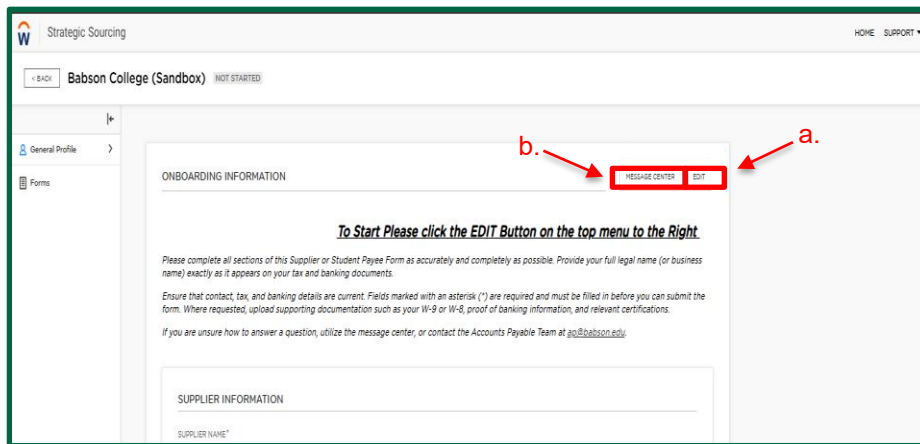 W Strategic Sourcing HOME SUPPORT
< BACK Babson College (Sandbox) NOT STARTED
General Profile
Forms
b.
a.
ONBOARDING INFORMATION MESSAGE CENTER EDIT
To Start Please click the EDIT Button on the top menu to the Right
Please complete all sections of this Supplier or Student Payee Form as accurately and completely as possible. Provide your full legal name (or business
name) exactly as it appears on your tax and banking documents.
Ensure that contact, tax, and banking details are current. Fields marked with an asterisk (*) are required and must be filled in before you can submit the
form. Where requested, upload supporting documentation such as your W-9 or W-8, proof of banking information, and relevant certifications.
If you are unsure how to answer a question, utilize the message center, or contact the Accounts Payable Team at ap@babson.edu.
SUPPLIER INFORMATION
SUPPLIER NAME*